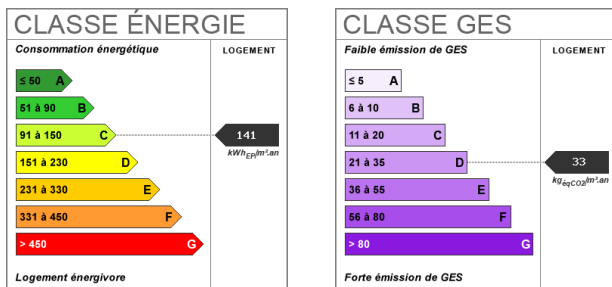 CLASSE ÉNERGIE
Consommation énergétique
LOGEMENT
≤ 50 A
51 à 90 B
91 à 150 C
141
kWhEP/m².an
151 à 230 D
231 à 330 E
331 à 450 F
> 450 G
Logement énergivore
CLASSE GES
Faible émission de GES
LOGEMENT
≤ 5 A
6 à 10 B
11 à 20 C
21 à 35 D
33
kgéqCO2/m².an
36 à 55 E
56 à 80 F
> 80 G
Forte émission de GES